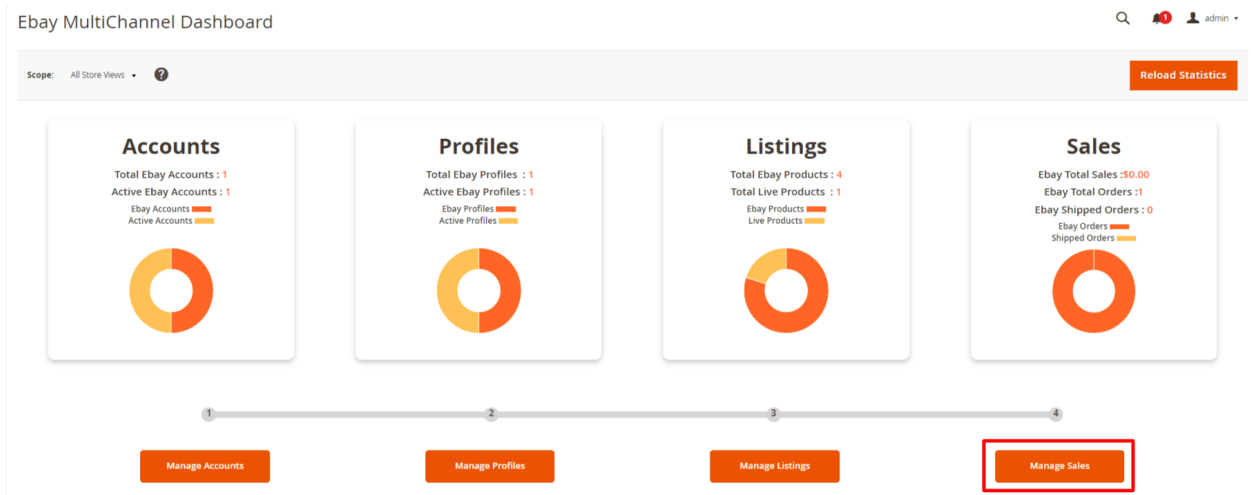 Ebay MultiChannel Dashboard
1
admin
Scope: All Store Views ?
Reload Statistics
Accounts
Total Ebay Accounts : 1
Active Ebay Accounts : 1
Ebay Accounts
Active Accounts
Profiles
Total Ebay Profiles : 1
Active Ebay Profiles : 1
Ebay Profiles
Active Profiles
Listings
Total Ebay Products : 4
Total Live Products : 1
Ebay Products
Live Products
Sales
Ebay Total Sales :$0.00
Ebay Total Orders :1
Ebay Shipped Orders : 0
Ebay Orders
Shipped Orders
1 2 3 4
Manage Accounts
Manage Profiles
Manage Listings
Manage Sales